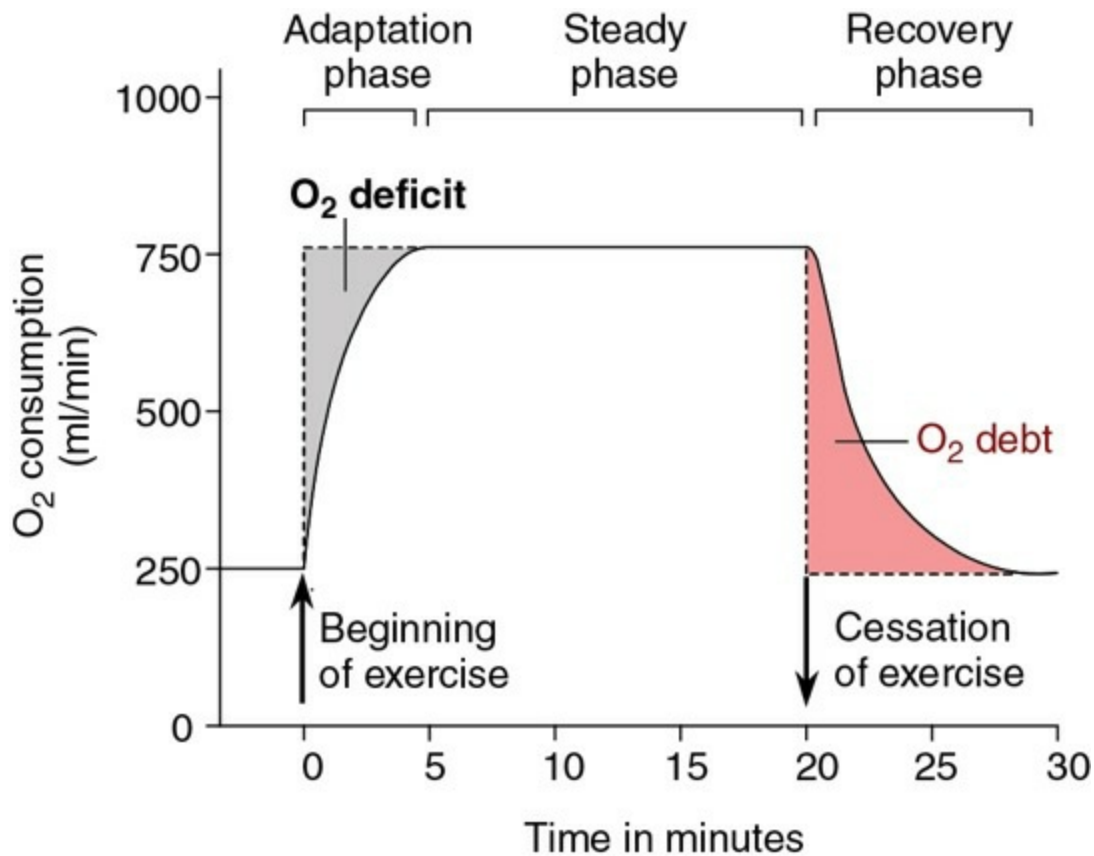 Adaptation
phase
Steady
phase
Recovery
phase
1000
O₂ deficit
750
O₂ consumption
(ml/min)
500
O₂ debt
250
Beginning
of exercise
Cessation
of exercise
0
0 5 10 15 20 25 30
Time in minutes